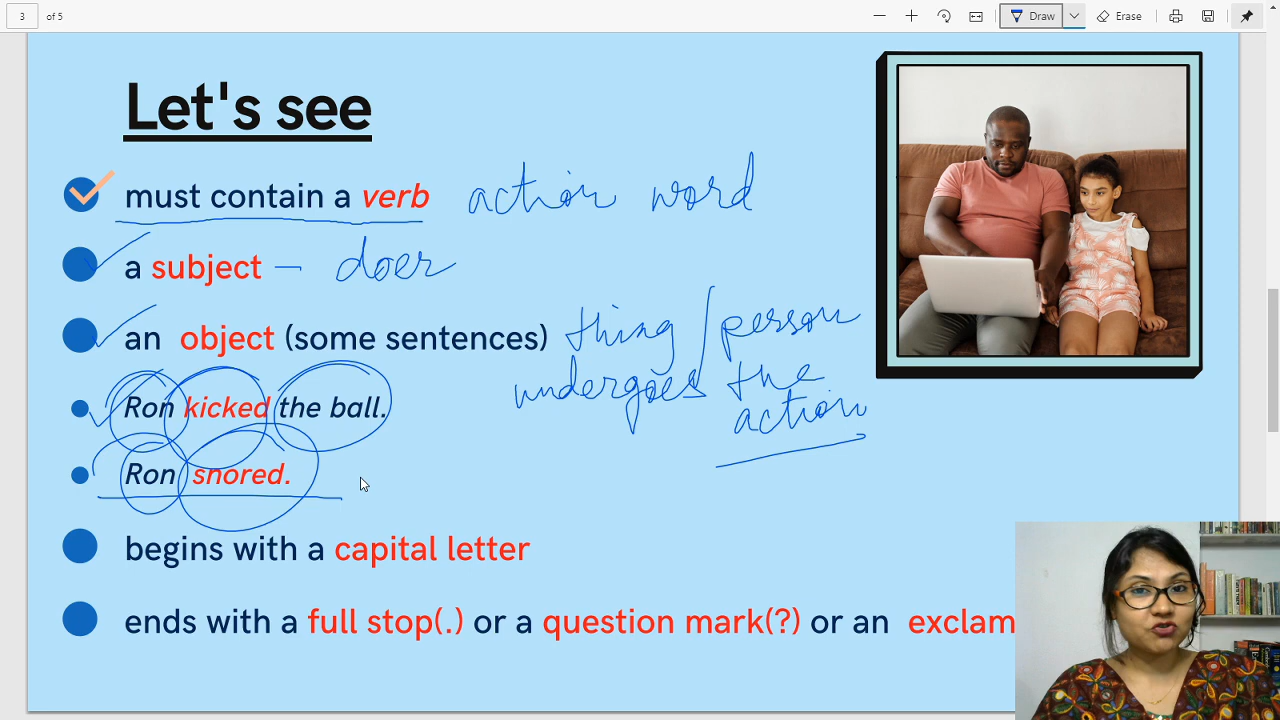 3 of 5
Draw
Erase
Let's see
must contain a verb action word
a subject – doer
an object (some sentences) thing / person
undergoes the
action
Ron kicked the ball.
Ron snored.
begins with a capital letter
ends with a full stop(.) or a question mark(?) or an exclam